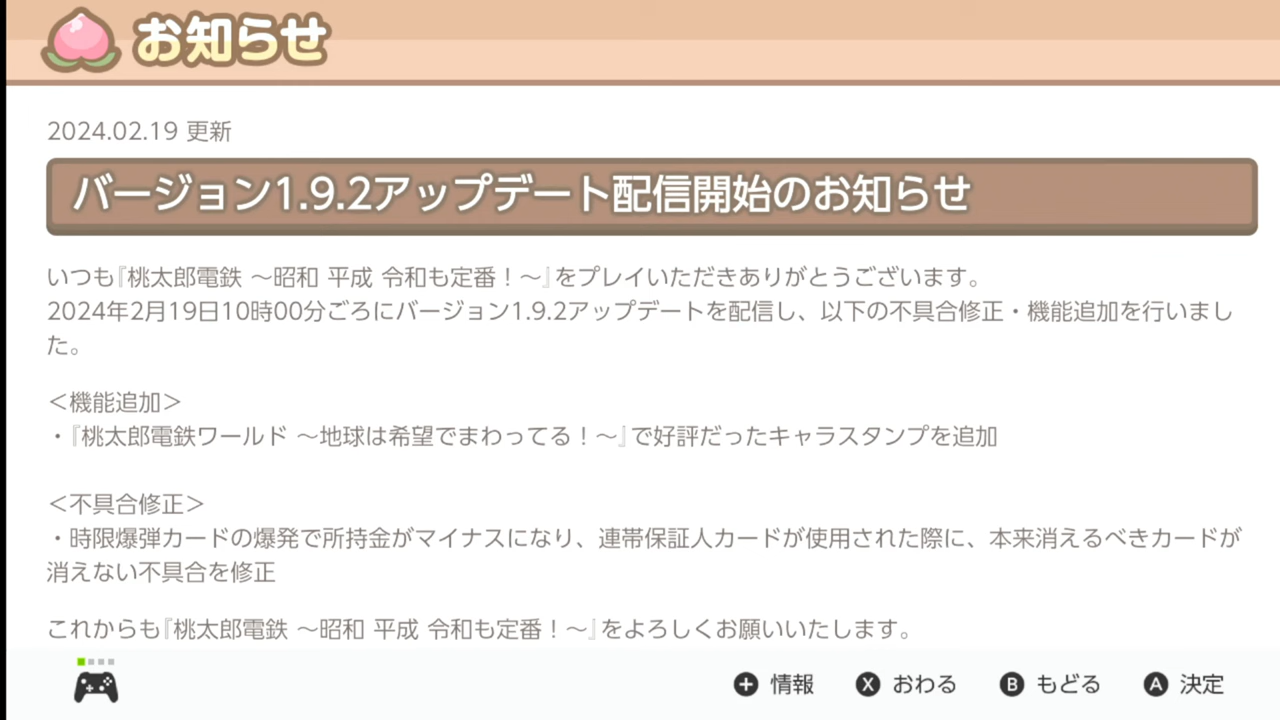 お知らせ
2024.02.19 更新
バージョン1.9.2アップデート配信開始のお知らせ
いつも『桃太郎電鉄 ～昭和 平成 令和も定番！～』をプレイいただきありがとうございます。
2024年2月19日10時00分ごろにバージョン1.9.2アップデートを配信し、以下の不具合修正・機能追加を行いまし
た。
＜機能追加＞
・『桃太郎電鉄ワールド ～地球は希望でまわってる！～』で好評だったキャラスタンプを追加
＜不具合修正＞
・時限爆弾カードの爆発で所持金がマイナスになり、連帯保証人カードが使用された際に、本来消えるべきカードが
消えない不具合を修正
これからも『桃太郎電鉄 ～昭和 平成 令和も定番！～』をよろしくお願いいたします。
+ 情報 X おわる B もどる A 決定